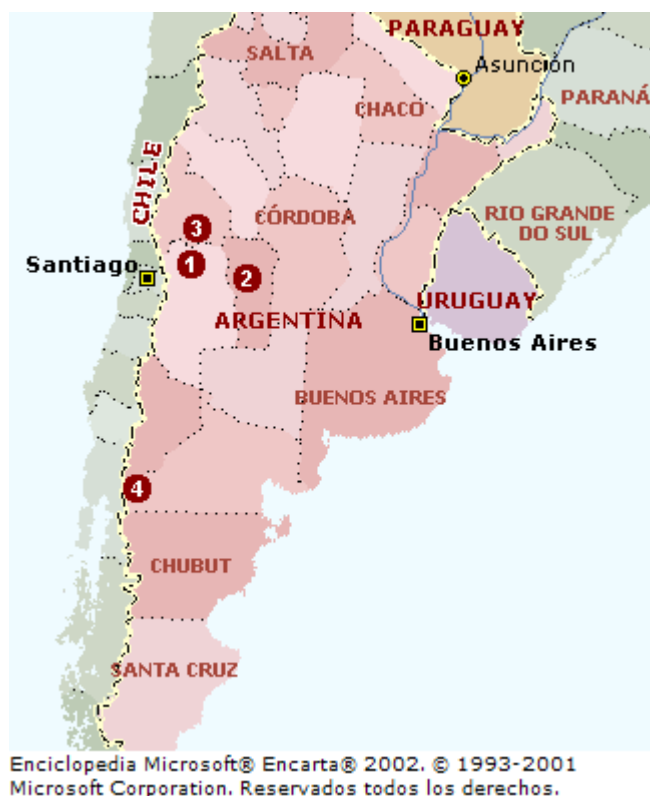 PARAGUAY
SALTA
Asunción
CHACO
PARANÁ
CHILE
CÓRDOBA
RIO GRANDE
DO SUL
3
Santiago
1
2
URUGUAY
ARGENTINA
Buenos Aires
BUENOS AIRES
4
CHUBUT
SANTA CRUZ
Enciclopedia Microsoft® Encarta® 2002. © 1993-2001
Microsoft Corporation. Reservados todos los derechos.